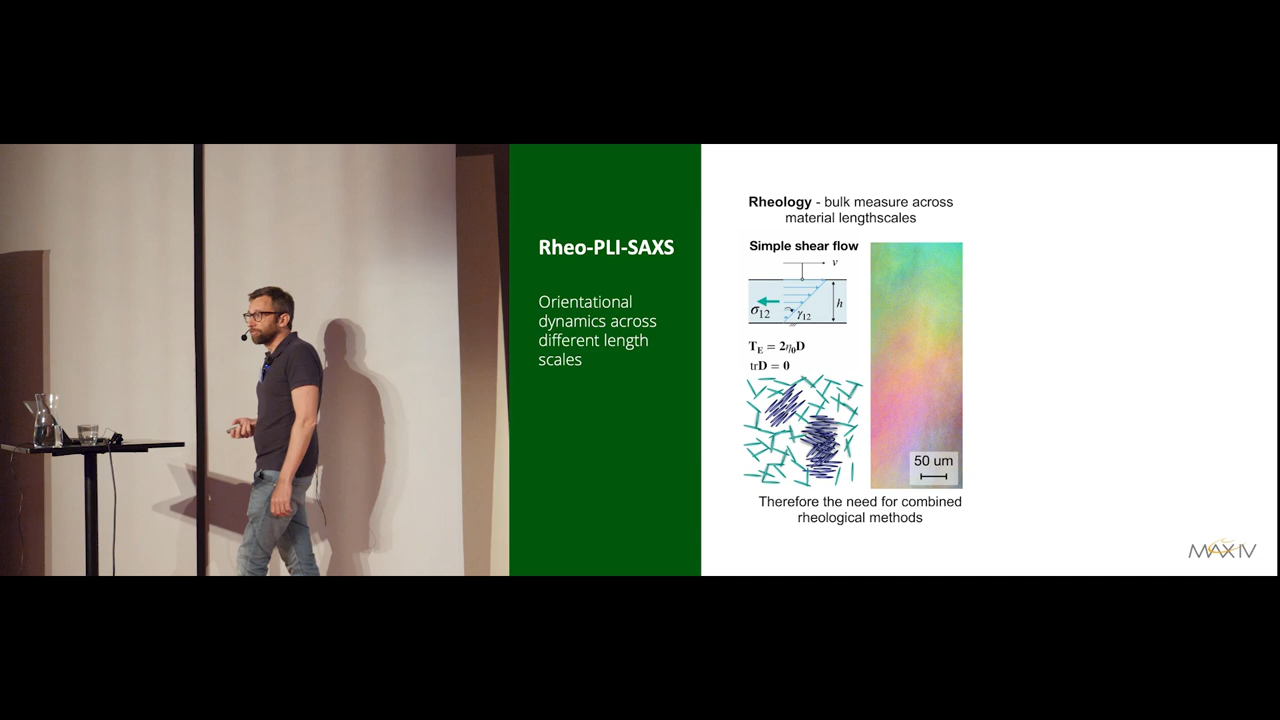 Rheo-PLI-SAXS
Orientational
dynamics across
different length
scales
Rheology - bulk measure across
material lengthscales
Simple shear flow
v
σ12
γ12
h
T_E = 2η0D
trD = 0
50 um
Therefore the need for combined
rheological methods
MAX IV